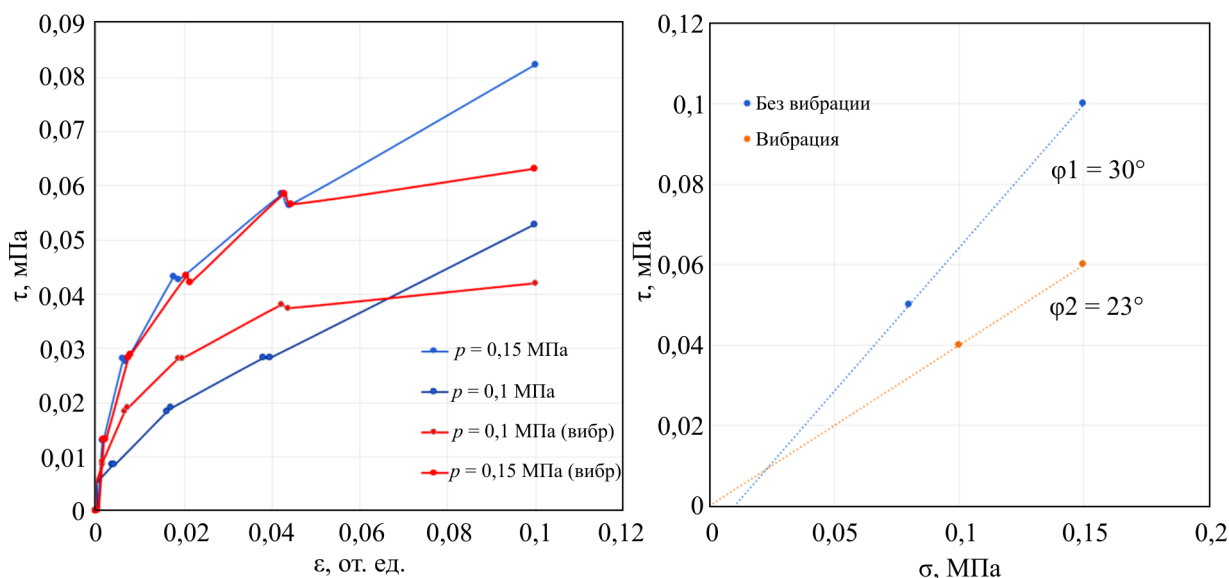 τ, мПа
0,09
0,08
0,07
0,06
0,05
0,04
0,03
0,02
0,01
0
0
0,02
0,04
0,06
0,08
0,1
0,12
ε, от. ед.
p = 0,15 МПа
p = 0,1 МПа
p = 0,1 МПа (вибр)
p = 0,15 МПа (вибр)
τ, мПа
0,12
0,1
0,08
0,06
0,04
0,02
0
0
0,05
0,1
0,15
0,2
σ, МПа
Без вибрации
Вибрация
φ1 = 30°
φ2 = 23°